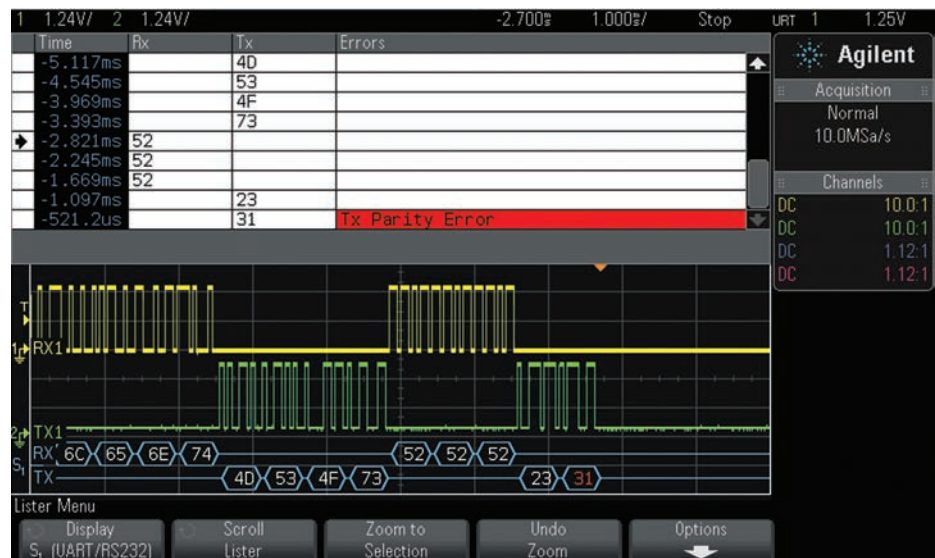 1 1.24V/ 2 1.24V/ -2.700ms 1.000ms/ Stop URT 1 1.25V
Time Rx Tx Errors
-5.117ms 4D
-4.545ms 53
-3.969ms 4F
-3.393ms 73
-2.821ms 52
-2.245ms 52
-1.669ms 52
-1.097ms 23
-521.2us 31 Tx Parity Error
Agilent
Acquisition
Normal
10.0MSa/s
Channels
DC 10.0:1
DC 10.0:1
DC 1.12:1
DC 1.12:1
T
1 RX1
2 TX1
S1
RX 6C 65 6E 74 52 52 52
TX 4D 53 4F 73 23 31
Lister Menu
Display Scroll Zoom to Undo Options
S1 (UART/RS232) Lister Selection Zoom